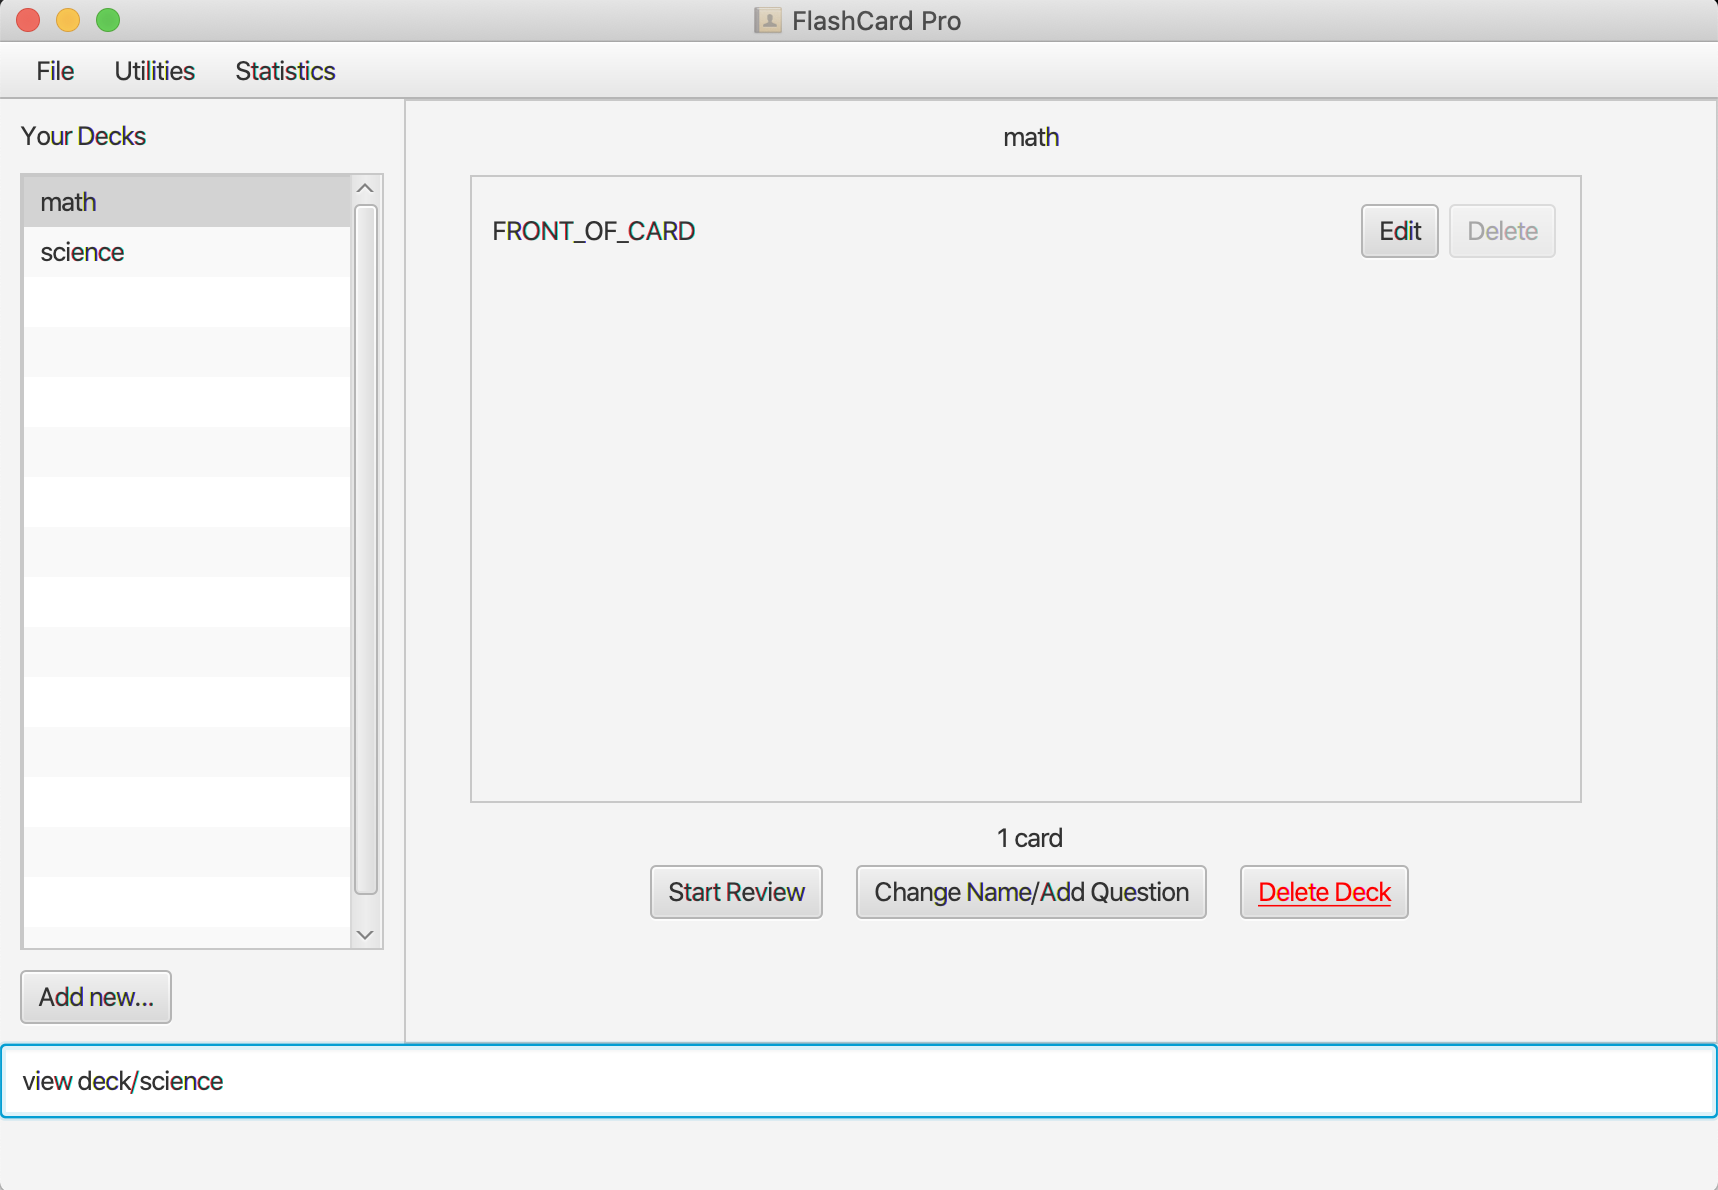 FlashCard Pro
File Utilities Statistics
Your Decks
math
science
Add new...
math
FRONT_OF_CARD
Edit Delete
1 card
Start Review Change Name/Add Question Delete Deck
view deck/science